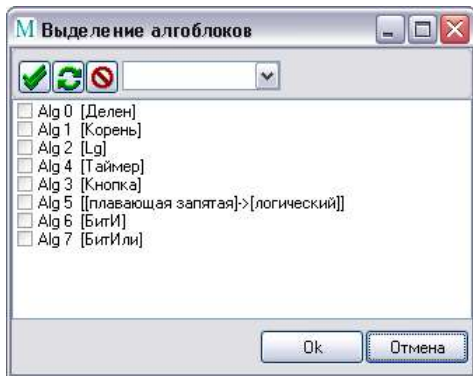 M Выделение алгоблоков
Alg 0 [Делен]
Alg 1 [Корень]
Alg 2 [Lg]
Alg 4 [Таймер]
Alg 3 [Кнопка]
Alg 5 [[плавающая запятая]->[логический]]
Alg 6 [БитИ]
Alg 7 [БитИли]
Ok Отмена